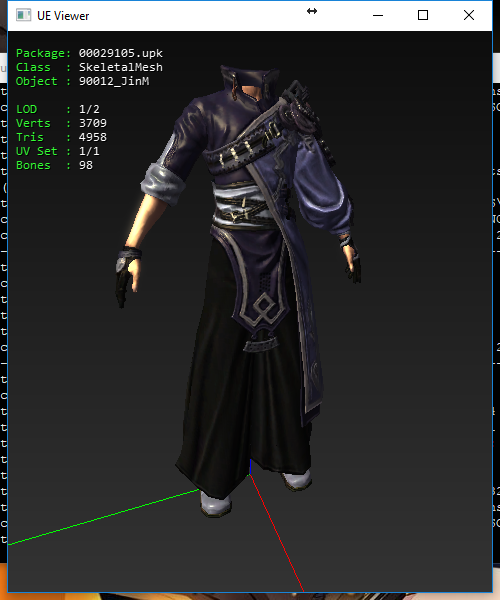 UE Viewer
Package: 00029105.upk
Class : SkeletalMesh
Object : 90012_JinM
LOD : 1/2
Verts : 3709
Tris : 4958
UV Set : 1/1
Bones : 98